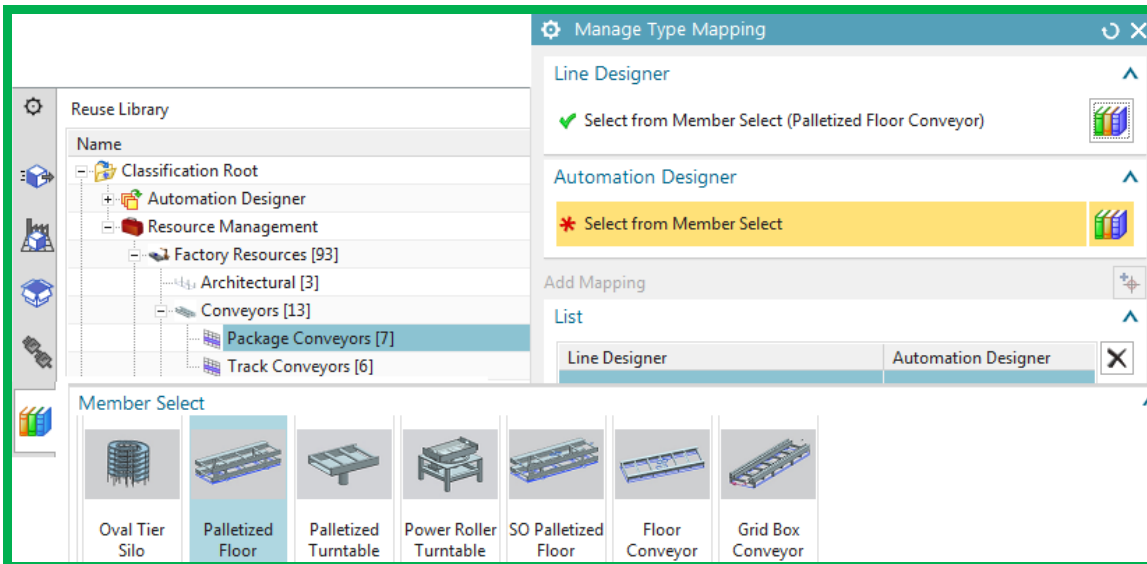 Manage Type Mapping
Line Designer
Select from Member Select (Palletized Floor Conveyor)
Automation Designer
Select from Member Select
Add Mapping
List
Line Designer Automation Designer
Reuse Library
Name
Classification Root
Automation Designer
Resource Management
Factory Resources [93]
Architectural [3]
Conveyors [13]
Package Conveyors [7]
Track Conveyors [6]
Member Select
Oval Tier Silo
Palletized Floor
Palletized Turntable
Power Roller Turntable
SO Palletized Floor
Floor Conveyor
Grid Box Conveyor